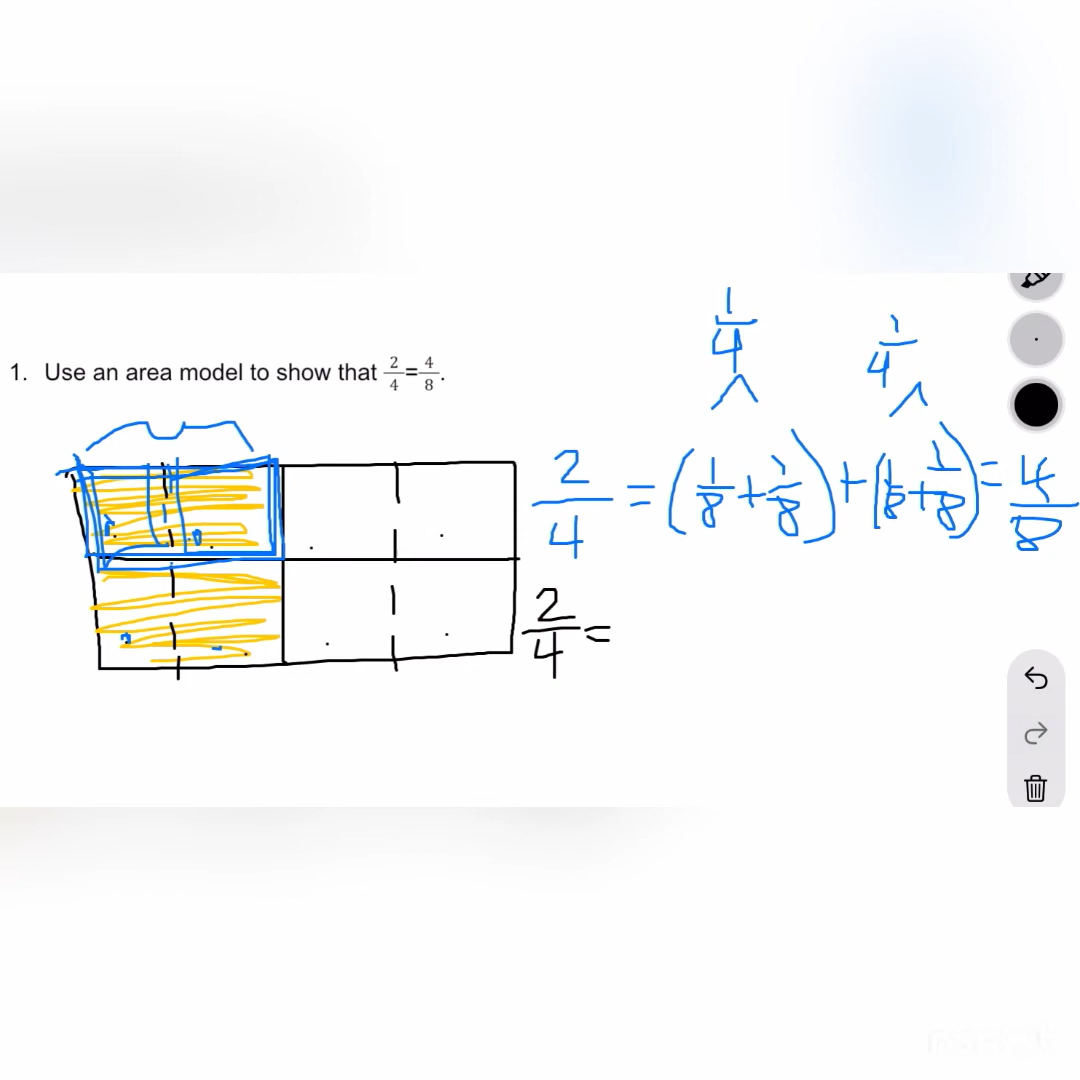 1. Use an area model to show that 2/4=4/8.
1/4 1/4
2/4 = (1/8+1/8)+(1/8+1/8)=4/8
2/4 =